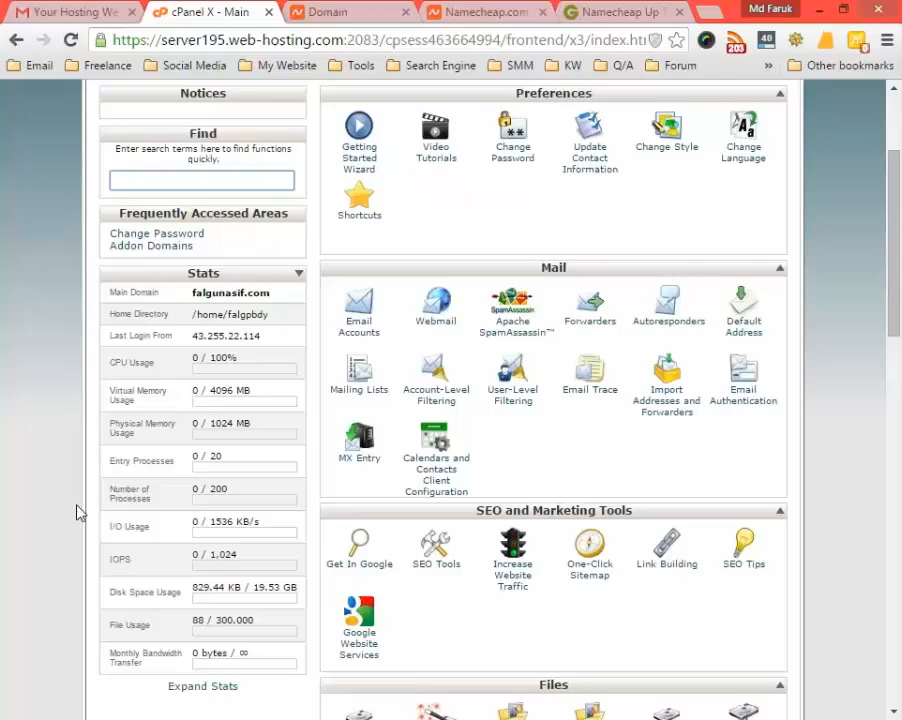 Your Hosting We
cPanel X - Main
Domain
Namecheap.com
Namecheap Up T
Md Faruk
https://server195.web-hosting.com:2083/cpsess463664994/frontend/x3/index.ht
203
40
Email
Freelance
Social Media
My Website
Tools
Search Engine
SMM
KW
Q/A
Forum
»
Other bookmarks
Notices
Find
Enter search terms here to find functions
quickly.
Frequently Accessed Areas
Change Password
Addon Domains
Stats
Main Domain falgunasif.com
Home Directory /home/falgpbdy
Last Login From 43.255.22.114
CPU Usage 0 / 100%
Virtual Memory
Usage
0 / 4096 MB
Physical Memory
Usage
0 / 1024 MB
Entry Processes 0 / 20
Number of
Processes
0 / 200
I/O Usage 0 / 1536 KB/s
IOPS 0 / 1,024
Disk Space Usage 829.44 KB / 19.53 GB
File Usage 88 / 300,000
Monthly Bandwidth
Transfer
0 bytes / ∞
Expand Stats
Preferences
Getting
Started
Wizard
Video
Tutorials
Change
Password
Update
Contact
Information
Change Style
Change
Language
Shortcuts
Mail
Email
Accounts
Webmail
SpamAssassin
Apache
SpamAssassin™
Forwarders
Autoresponders
Default
Address
Mailing Lists
Account-Level
Filtering
User-Level
Filtering
Email Trace
Import
Addresses and
Forwarders
Email
Authentication
MX Entry
Calendars and
Contacts
Client
Configuration
SEO and Marketing Tools
Get In Google
SEO Tools
Increase
Website
Traffic
One-Click
Sitemap
Link Building
SEO Tips
Google
Website
Services
Files